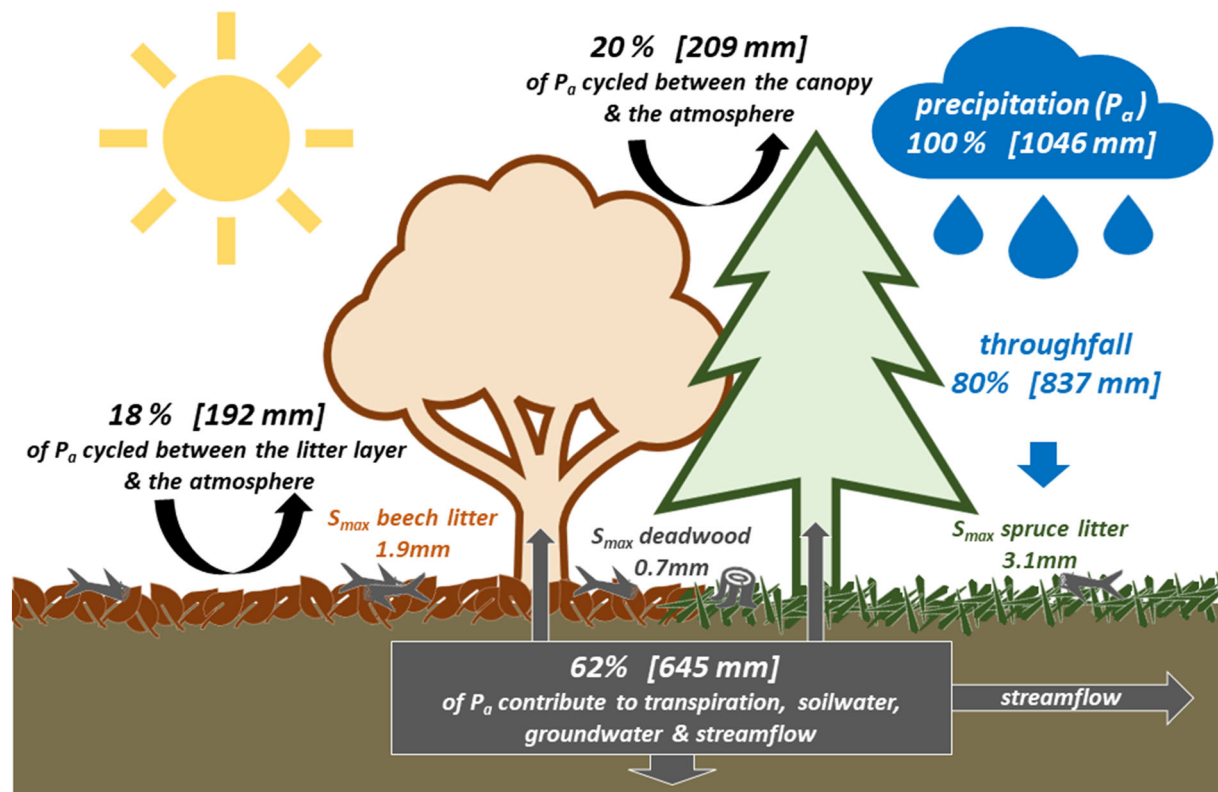 20 % [209 mm]
of Pa cycled between the canopy
& the atmosphere
precipitation (Pa)
100 % [1046 mm]
throughfall
80% [837 mm]
18 % [192 mm]
of Pa cycled between the litter layer
& the atmosphere
Smax beech litter
1.9mm
Smax deadwood
0.7mm
Smax spruce litter
3.1mm
62% [645 mm]
of Pa contribute to transpiration, soilwater,
groundwater & streamflow
streamflow